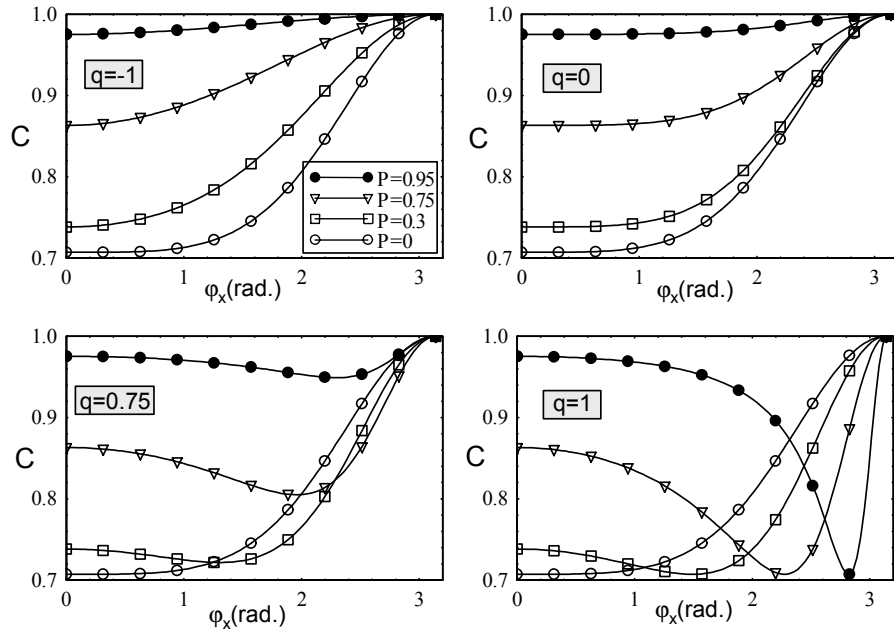 1.0
0.9
0.8
0.7
C
q=-1
P=0.95
P=0.75
P=0.3
P=0
0 1 2 3
φx(rad.)
1.0
0.9
0.8
0.7
C
q=0
0 1 2 3
φx(rad.)
1.0
0.9
0.8
0.7
C
q=0.75
0 1 2 3
φx(rad.)
1.0
0.9
0.8
0.7
C
q=1
0 1 2 3
φx(rad.)